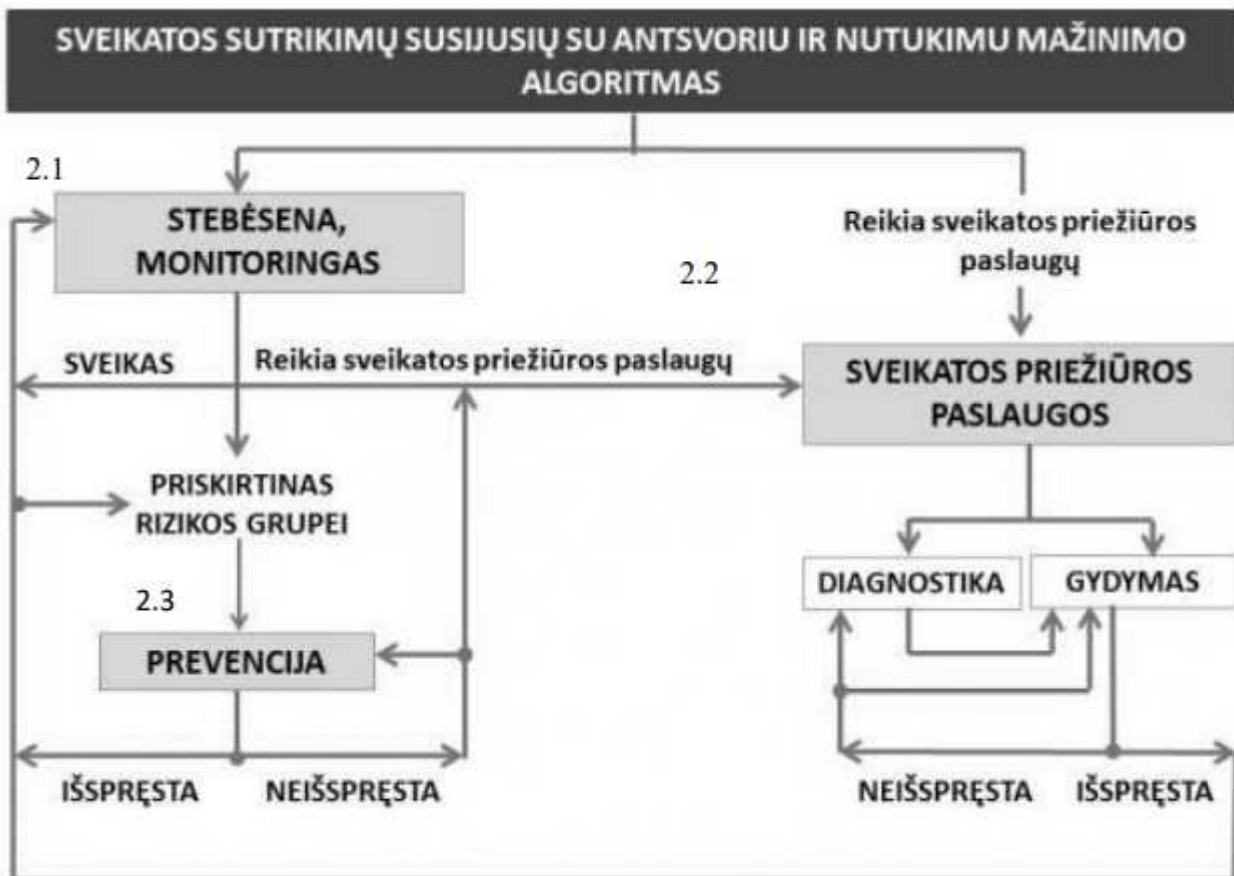 SVEIKATOS SUTRIKIMŲ SUSIJUSIŲ SU ANTSVORIU IR NUTUKIMU MAŽINIMO
ALGORITMAS
2.1
STEBĖSENA,
MONITORINGAS
Reikia sveikatos priežiūros
paslaugų
2.2
SVEIKAS
Reikia sveikatos priežiūros paslaugų
SVEIKATOS PRIEŽIŪROS
PASLAUGOS
PRISKIRTINAS
RIZIKOS GRUPEI
DIAGNOSTIKA
GYDYMAS
2.3
PREVENCIJA
IŠSPRĘSTA
NEIŠSPRĘSTA
NEIŠSPRĘSTA
IŠSPRĘSTA